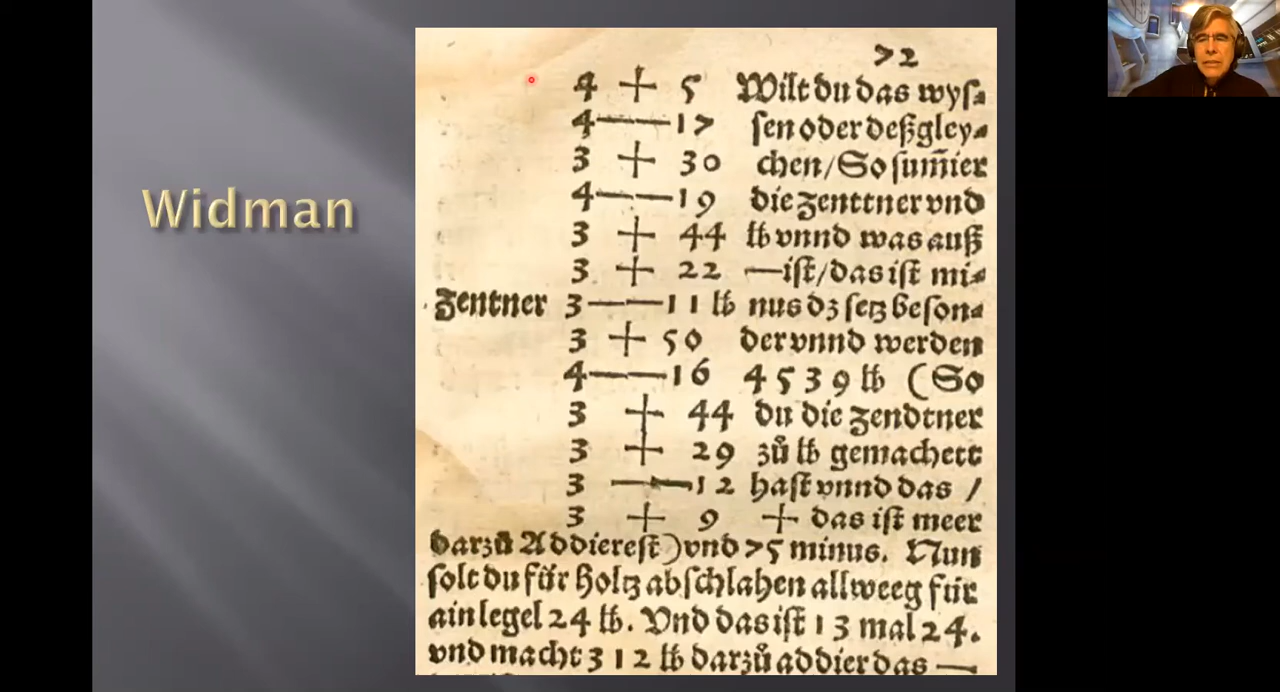 Widman
72
4 + 5 Wilt du das wyſ⸗
4 — 17 ſen oder deßgley⸗
3 + 30 chen/So ſum̃ier
4 — 19 die zenttner vnd
3 + 44 lb vnnd was auß
3 + 22 — iſt/das iſt mi⸗
Zentner 3 — 11 lb nus dz ſetz beſon⸗
3 + 50 der vnnd werden
4 — 16 4539 lb (So
3 + 44 du die zendtner
3 + 29 zů lb gemachett
3 — 12 haſt vnnd das /
3 + 9 + das iſt meer
darzů Addiereſt) vnd 75 minus. Nun
ſolt du für Holtz abſchlahen allweeg für
ain legel 24 lb. Vnd das iſt 13 mal 24.
vnd macht 312 lb darzů addier das —